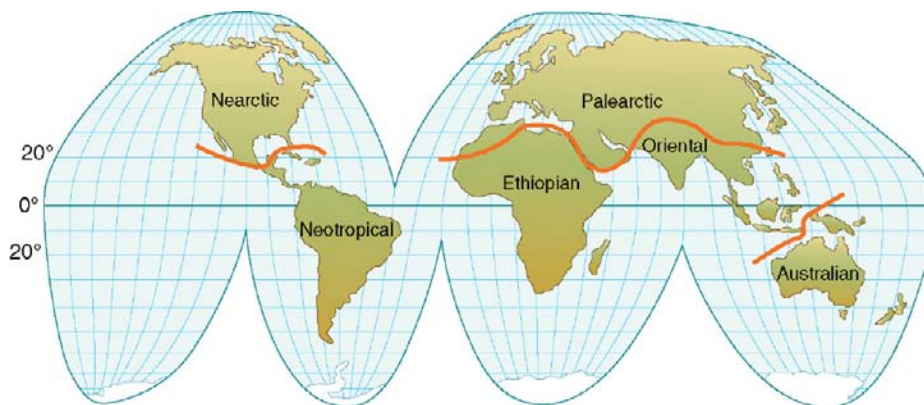 Nearctic
Palearctic
20°
Oriental
Ethiopian
0°
Neotropical
20°
Australian